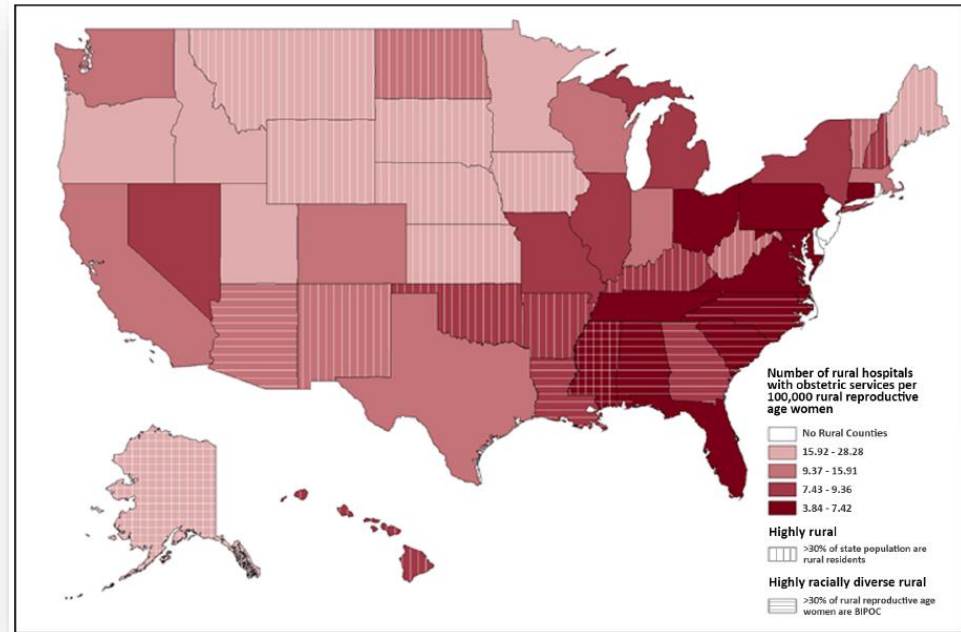 Number of rural hospitals
with obstetric services per
100,000 rural reproductive
age women
No Rural Counties
15.92 - 28.28
9.37 - 15.91
7.43 - 9.36
3.84 - 7.42
Highly rural
>30% of state population are
rural residents
Highly racially diverse rural
>30% of rural reproductive age
women are BIPOC